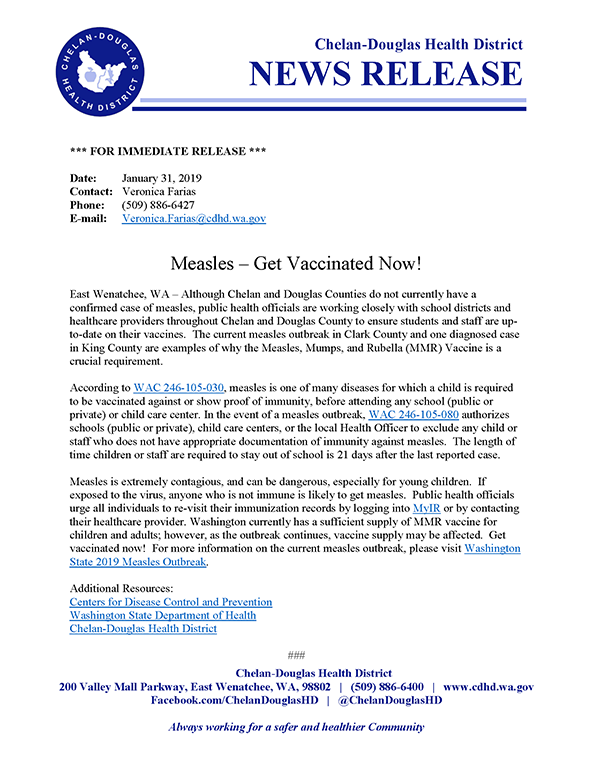 CHELAN-DOUGLAS
HEALTH DISTRICT
Chelan-Douglas Health District
NEWS RELEASE
*** FOR IMMEDIATE RELEASE ***
Date: January 31, 2019
Contact: Veronica Farias
Phone: (509) 886-6427
E-mail: Veronica.Farias@cdhd.wa.gov
Measles – Get Vaccinated Now!
East Wenatchee, WA – Although Chelan and Douglas Counties do not currently have a
confirmed case of measles, public health officials are working closely with school districts and
healthcare providers throughout Chelan and Douglas County to ensure students and staff are up-
to-date on their vaccines. The current measles outbreak in Clark County and one diagnosed case
in King County are examples of why the Measles, Mumps, and Rubella (MMR) Vaccine is a
crucial requirement.
According to WAC 246-105-030, measles is one of many diseases for which a child is required
to be vaccinated against or show proof of immunity, before attending any school (public or
private) or child care center. In the event of a measles outbreak, WAC 246-105-080 authorizes
schools (public or private), child care centers, or the local Health Officer to exclude any child or
staff who does not have appropriate documentation of immunity against measles. The length of
time children or staff are required to stay out of school is 21 days after the last reported case.
Measles is extremely contagious, and can be dangerous, especially for young children. If
exposed to the virus, anyone who is not immune is likely to get measles. Public health officials
urge all individuals to re-visit their immunization records by logging into MyIR or by contacting
their healthcare provider. Washington currently has a sufficient supply of MMR vaccine for
children and adults; however, as the outbreak continues, vaccine supply may be affected. Get
vaccinated now! For more information on the current measles outbreak, please visit Washington
State 2019 Measles Outbreak.
Additional Resources:
Centers for Disease Control and Prevention
Washington State Department of Health
Chelan-Douglas Health District
###
Chelan-Douglas Health District
200 Valley Mall Parkway, East Wenatchee, WA, 98802 | (509) 886-6400 | www.cdhd.wa.gov
Facebook.com/ChelanDouglasHD | @ChelanDouglasHD
Always working for a safer and healthier Community